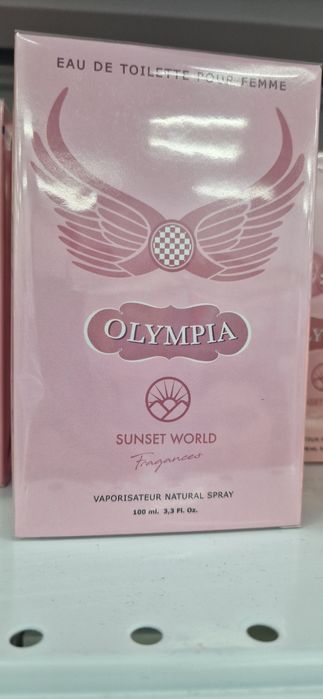 EAU DE TOILETTE POUR FEMME
OLYMPIA
SUNSET WORLD
Fragances
VAPORISATEUR NATURAL SPRAY
100 ml. 3,3 Fl. Oz.